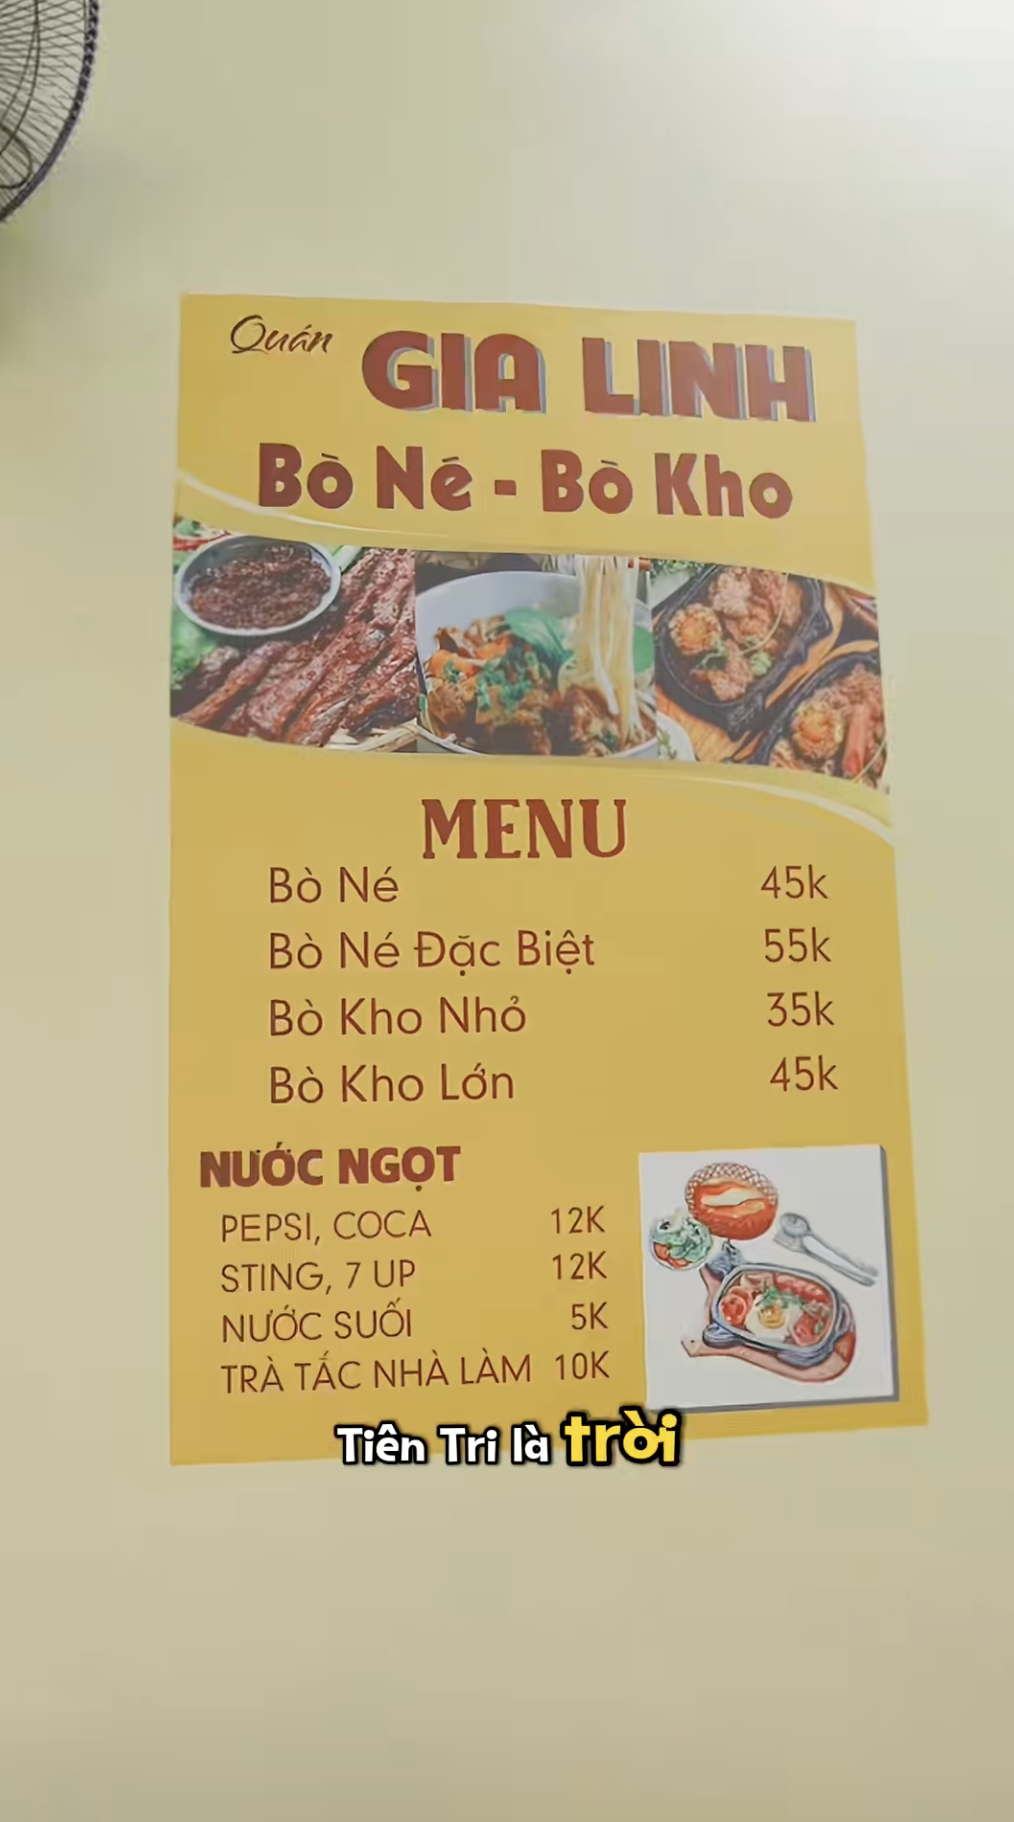 Quán GIA LINH
Bò Né - Bò Kho
MENU
Bò Né 45k
Bò Né Đặc Biệt 55k
Bò Kho Nhỏ 35k
Bò Kho Lớn 45k
NƯỚC NGỌT
PEPSI, COCA 12K
STING, 7 UP 12K
NƯỚC SUỐI 5K
TRÀ TẮC NHÀ LÀM 10K
Tiên Tri là trời